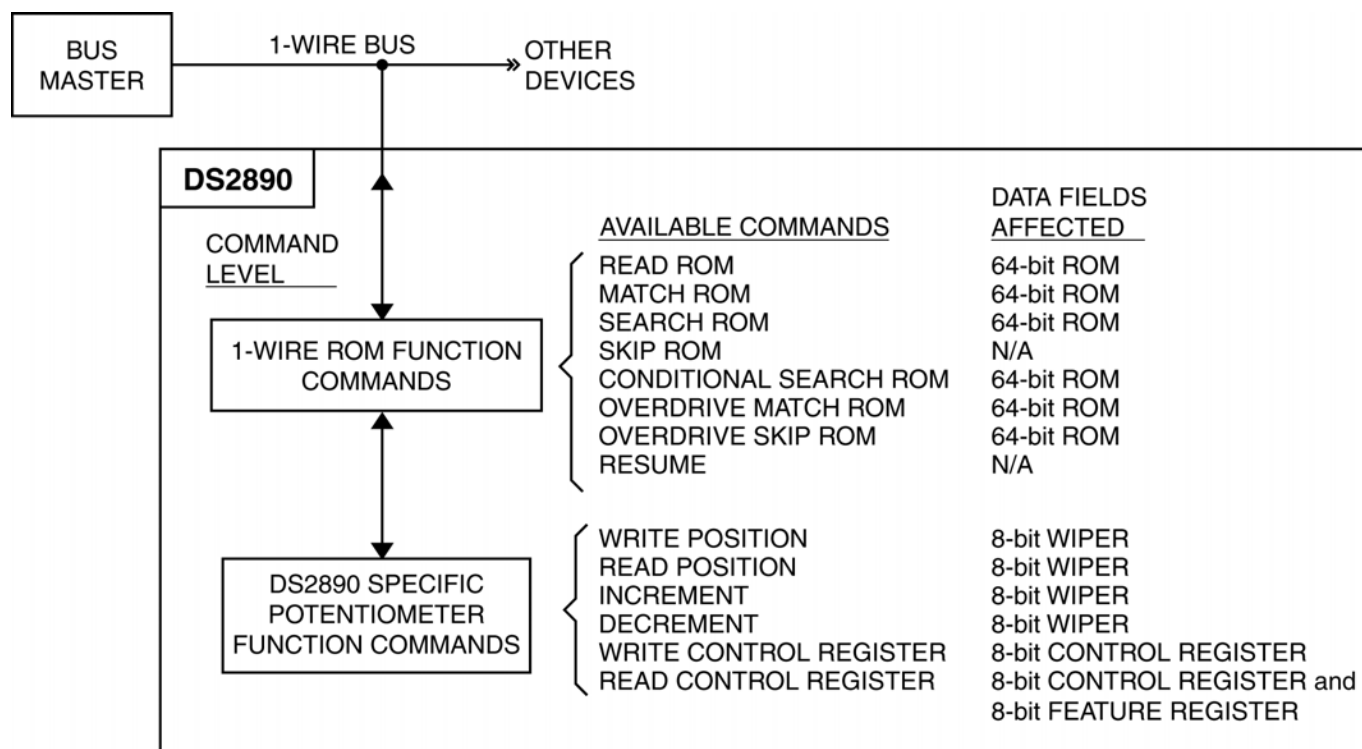 BUS
MASTER
1-WIRE BUS
OTHER
DEVICES
DS2890
COMMAND
LEVEL
AVAILABLE COMMANDS
DATA FIELDS
AFFECTED
1-WIRE ROM FUNCTION
COMMANDS
READ ROM 64-bit ROM
MATCH ROM 64-bit ROM
SEARCH ROM 64-bit ROM
SKIP ROM N/A
CONDITIONAL SEARCH ROM 64-bit ROM
OVERDRIVE MATCH ROM 64-bit ROM
OVERDRIVE SKIP ROM 64-bit ROM
RESUME N/A
DS2890 SPECIFIC
POTENTIOMETER
FUNCTION COMMANDS
WRITE POSITION 8-bit WIPER
READ POSITION 8-bit WIPER
INCREMENT 8-bit WIPER
DECREMENT 8-bit WIPER
WRITE CONTROL REGISTER 8-bit CONTROL REGISTER
READ CONTROL REGISTER 8-bit CONTROL REGISTER and
8-bit FEATURE REGISTER